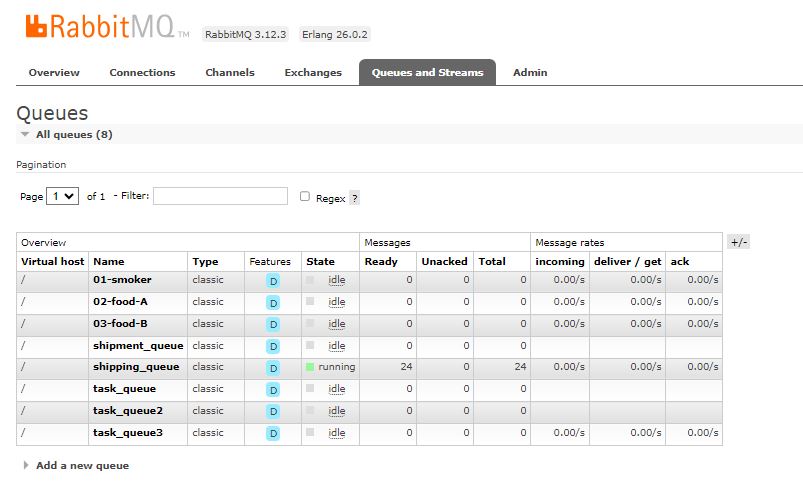 RabbitMQ TM RabbitMQ 3.12.3 Erlang 26.0.2
Overview Connections Channels Exchanges Queues and Streams Admin
Queues
All queues (8)
Pagination
Page 1 of 1 - Filter: Regex ?
Overview Messages Message rates +/-
Virtual host Name Type Features State Ready Unacked Total incoming deliver / get ack
/ 01-smoker classic D idle 0 0 0 0.00/s 0.00/s 0.00/s
/ 02-food-A classic D idle 0 0 0 0.00/s 0.00/s 0.00/s
/ 03-food-B classic D idle 0 0 0 0.00/s 0.00/s 0.00/s
/ shipment_queue classic D idle 0 0 0
/ shipping_queue classic D running 24 0 24 0.00/s 0.00/s 0.00/s
/ task_queue classic D idle 0 0 0
/ task_queue2 classic D idle 0 0 0
/ task_queue3 classic D idle 0 0 0 0.00/s 0.00/s 0.00/s
Add a new queue